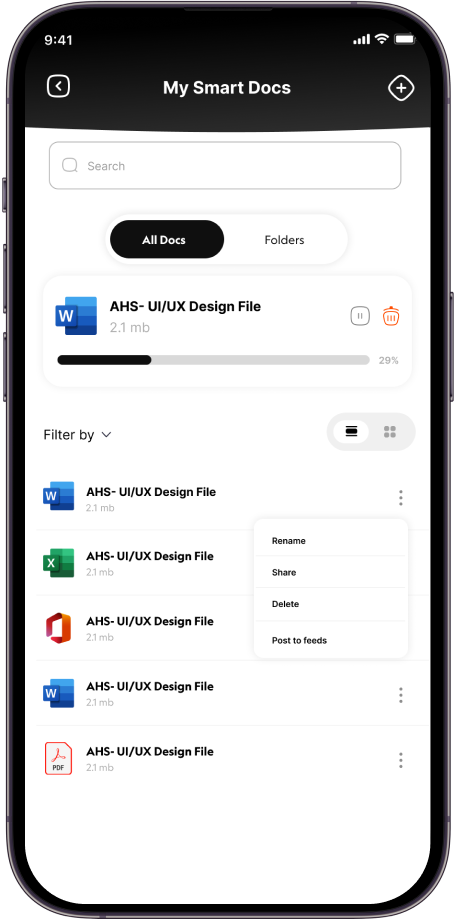 9:41
My Smart Docs
Search
All Docs
Folders
W
AHS- UI/UX Design File
2.1 mb
29%
Filter by
W
AHS- UI/UX Design File
2.1 mb
Rename
X
AHS- UI/UX Design File
2.1 mb
Share
Delete
AHS- UI/UX Design File
2.1 mb
Post to feeds
W
AHS- UI/UX Design File
2.1 mb
PDF
AHS- UI/UX Design File
2.1 mb